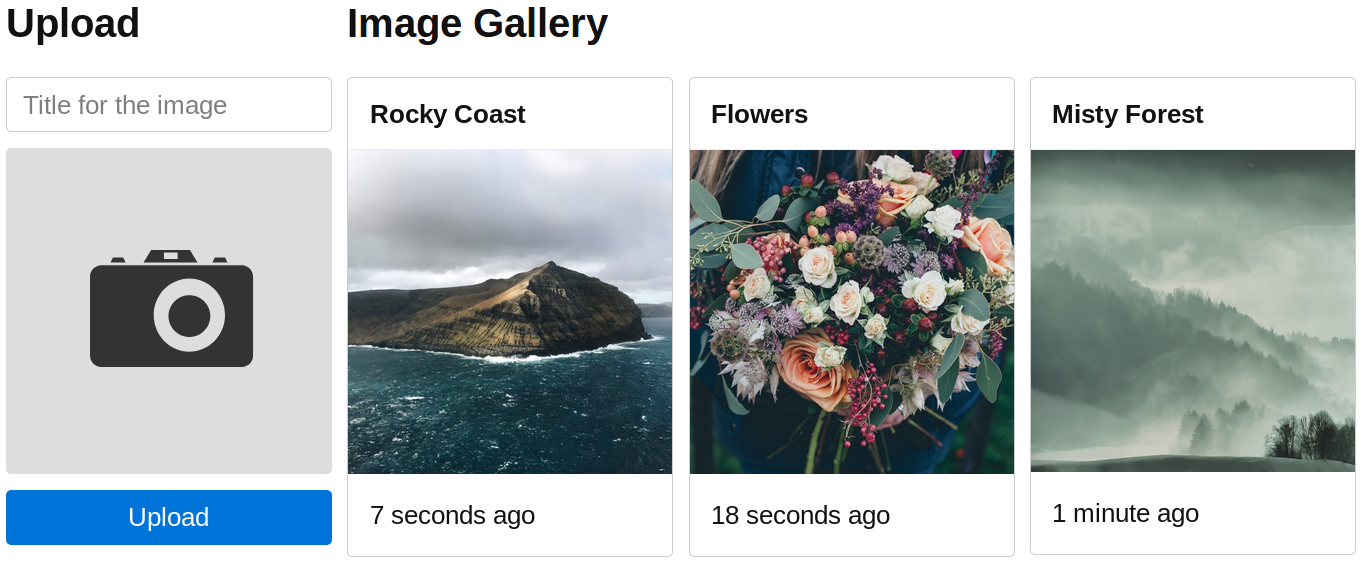 Upload
Image Gallery
Title for the image
Upload
Rocky Coast
7 seconds ago
Flowers
18 seconds ago
Misty Forest
1 minute ago